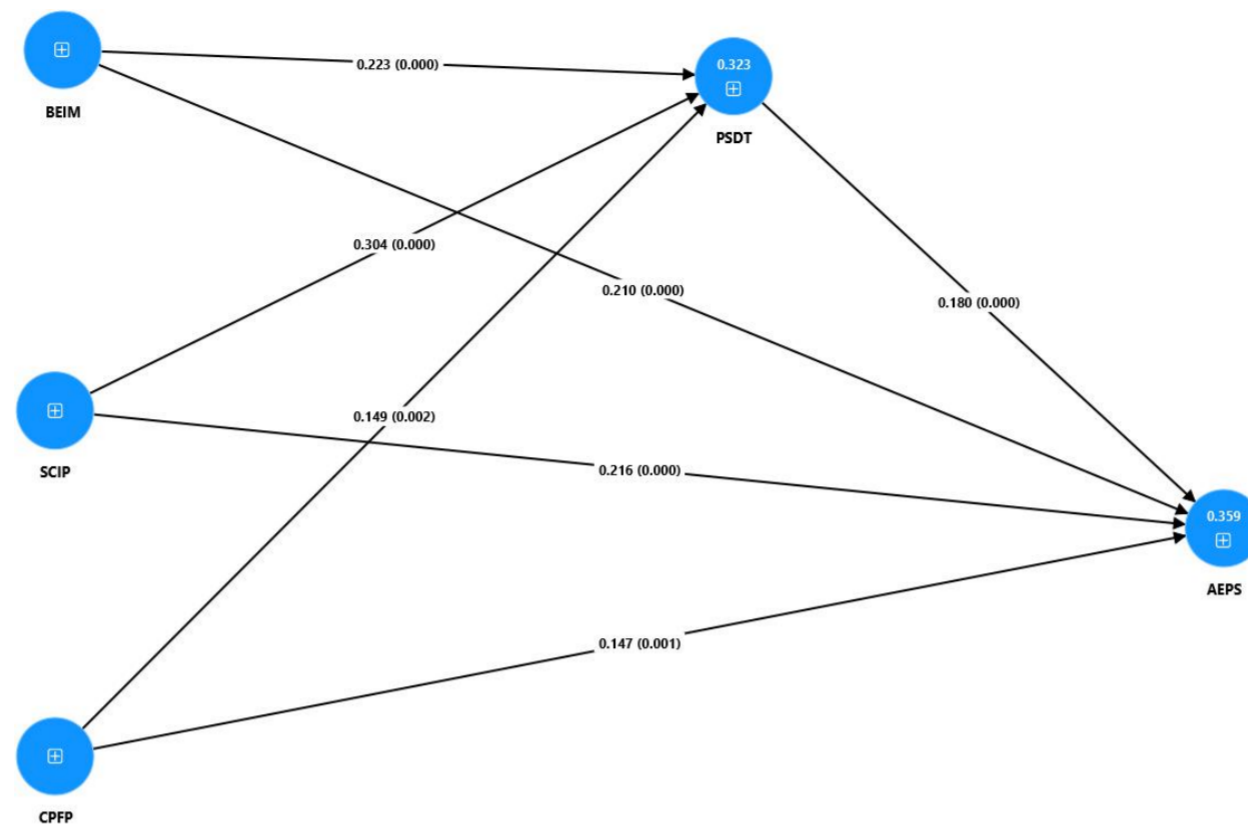 BEIM
0.223 (0.000)
0.323
PSDT
0.304 (0.000)
0.210 (0.000)
0.180 (0.000)
SCIP
0.149 (0.002)
0.216 (0.000)
0.359
AEPS
0.147 (0.001)
CPFP